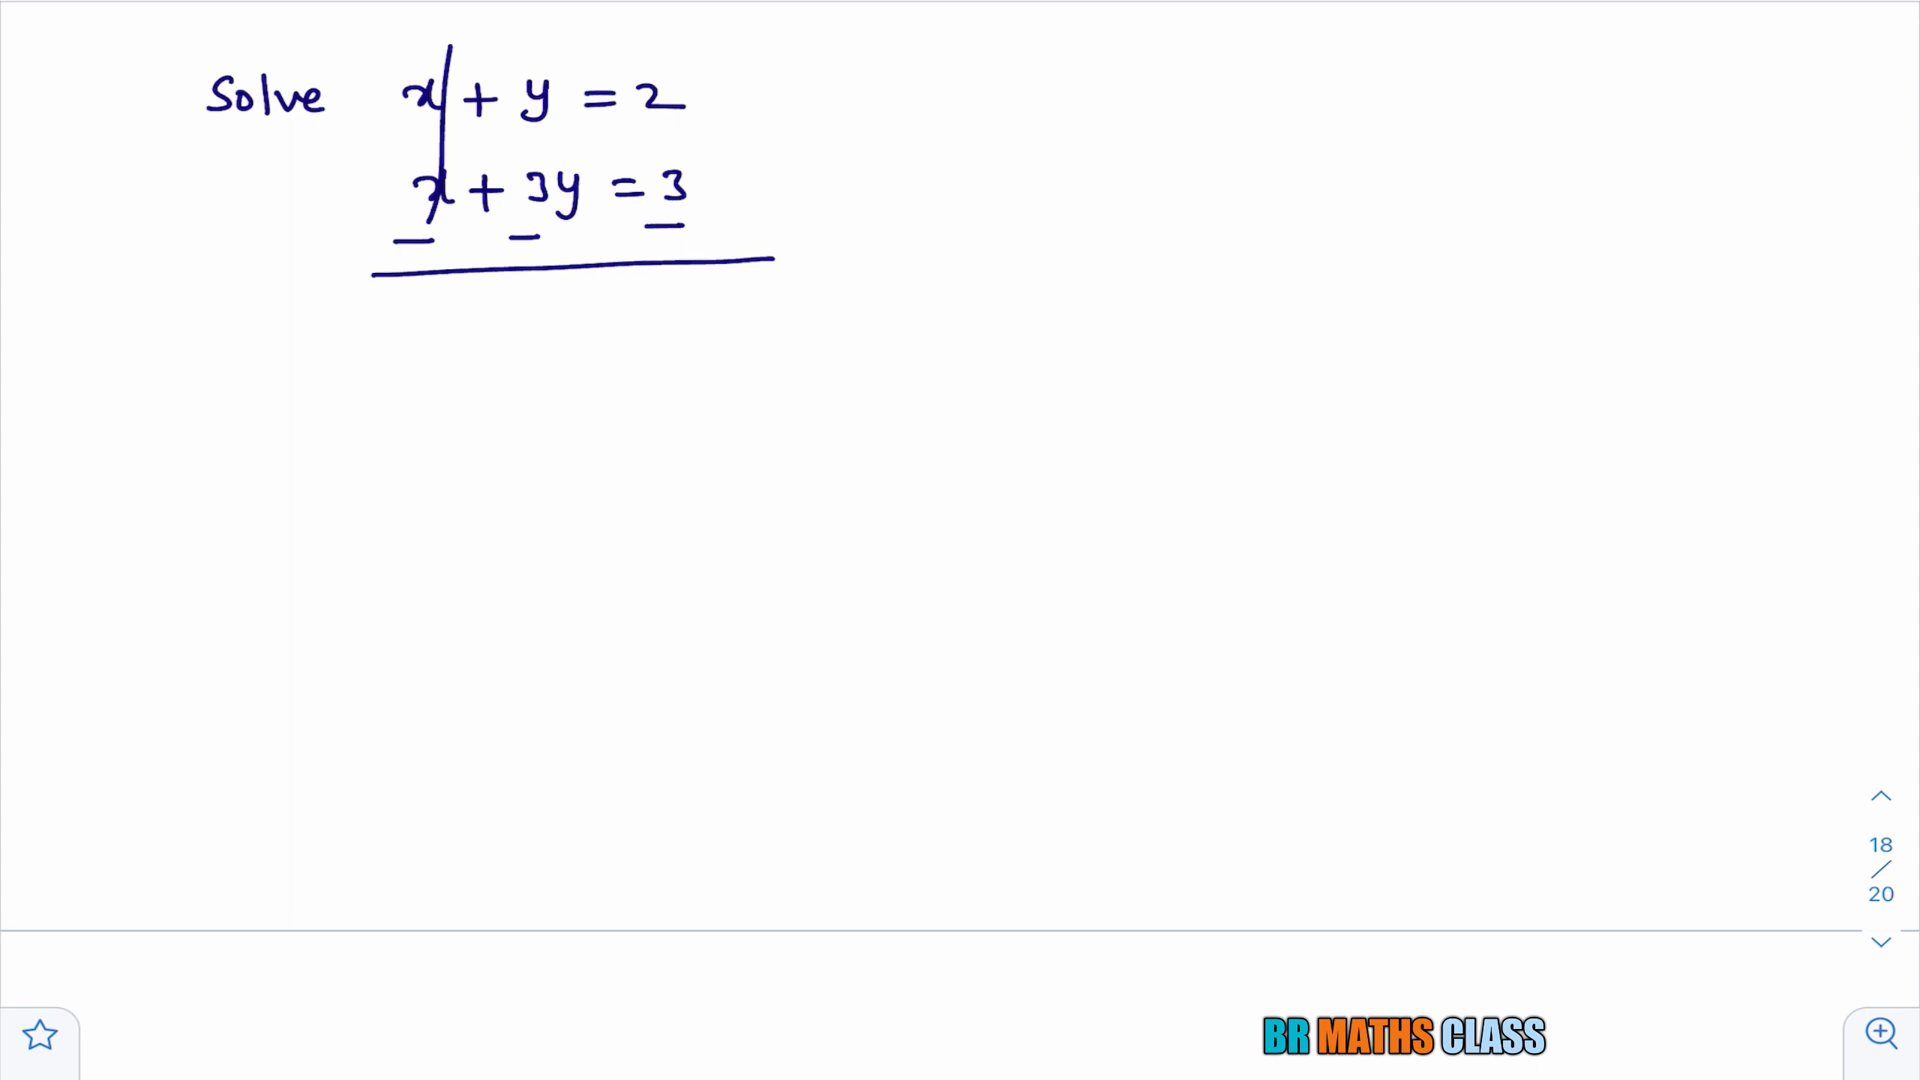 Solve x + y = 2
x + 3y = 3
18
/
20
BR MATHS CLASS